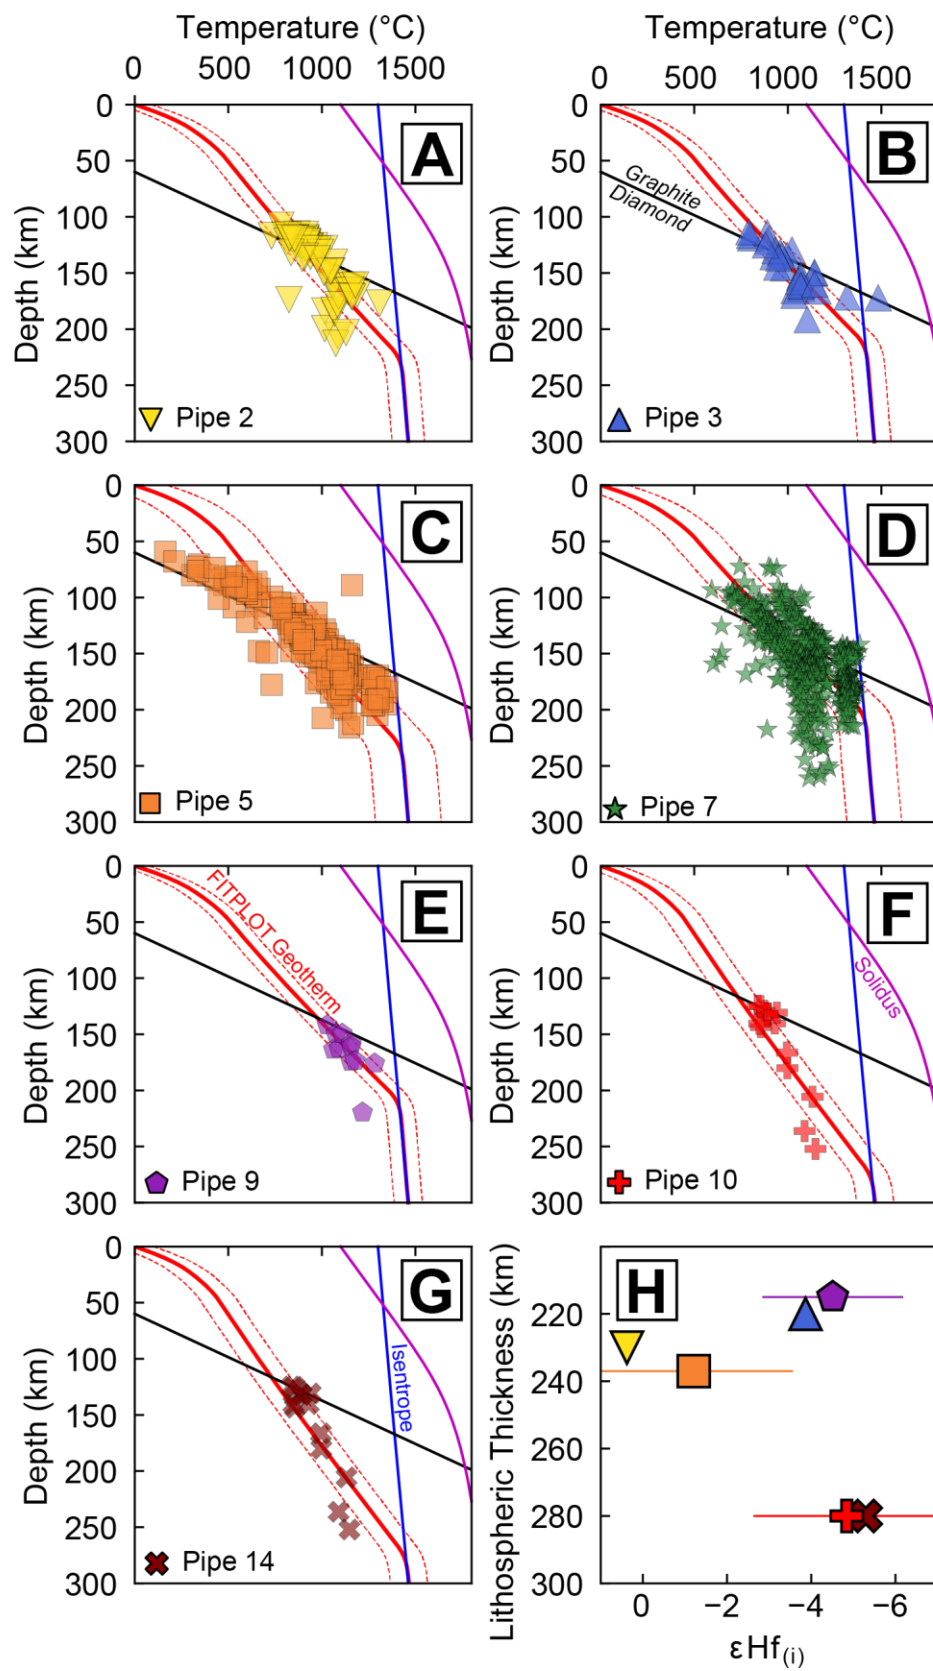 Temperature (°C)
Temperature (°C)
0 500 1000 1500
0 500 1000 1500
Depth (km)
0
50
100
150
200
250
300
A
Pipe 2
Depth (km)
0
50
100
150
200
250
300
B
Graphite
Diamond
Pipe 3
Depth (km)
0
50
100
150
200
250
300
C
Pipe 5
Depth (km)
0
50
100
150
200
250
300
D
Pipe 7
Depth (km)
0
50
100
150
200
250
300
E
FITPLOT Geotherm
Pipe 9
Depth (km)
0
50
100
150
200
250
300
F
Solidus
Pipe 10
Depth (km)
0
50
100
150
200
250
300
G
Isentrope
Pipe 14
Lithospheric Thickness (km)
220
240
260
280
300
H
0 −2 −4 −6
εHf(i)